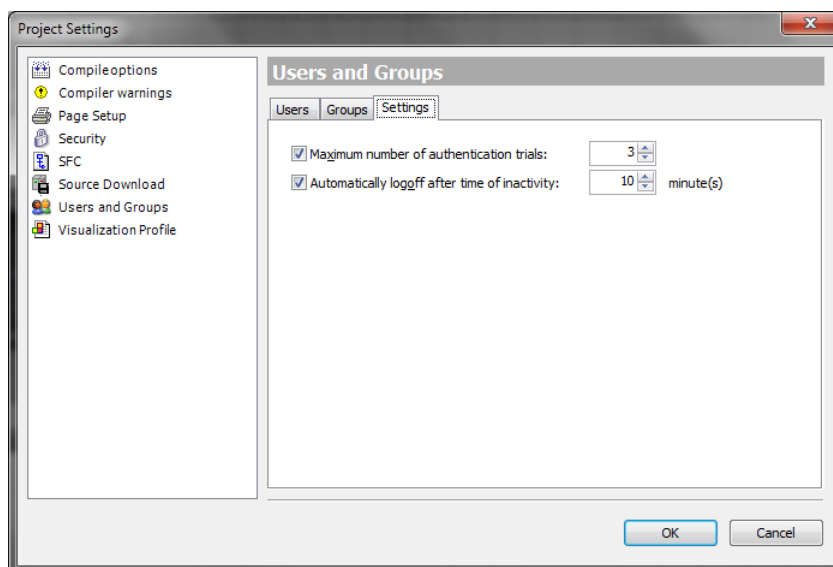 Project Settings
Compileoptions
Compiler warnings
Page Setup
Security
SFC
Source Download
Users and Groups
Visualization Profile
Users and Groups
Users Groups Settings
Maximum number of authentication trials: 3
Automatically logoff after time of inactivity: 10 minute(s)
OK Cancel